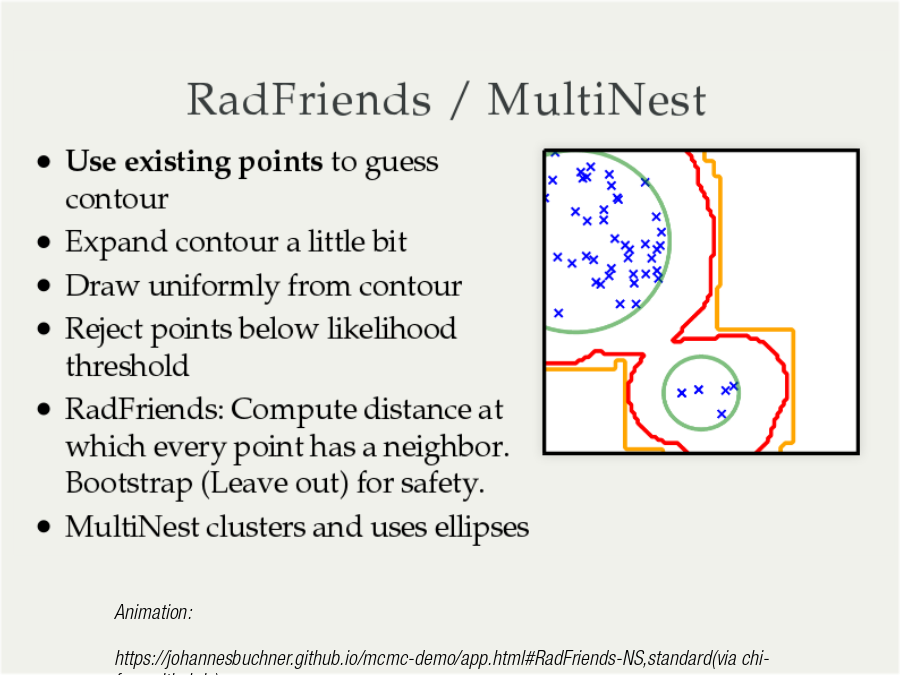 RadFriends / MultiNest
● Use existing points to guess
contour
● Expand contour a little bit
● Draw uniformly from contour
● Reject points below likelihood
threshold
● RadFriends: Compute distance at
which every point has a neighbor.
Bootstrap (Leave out) for safety.
● MultiNest clusters and uses ellipses
Animation:
https://johannesbuchner.github.io/mcmc-demo/app.html#RadFriends-NS,standard(via chi-